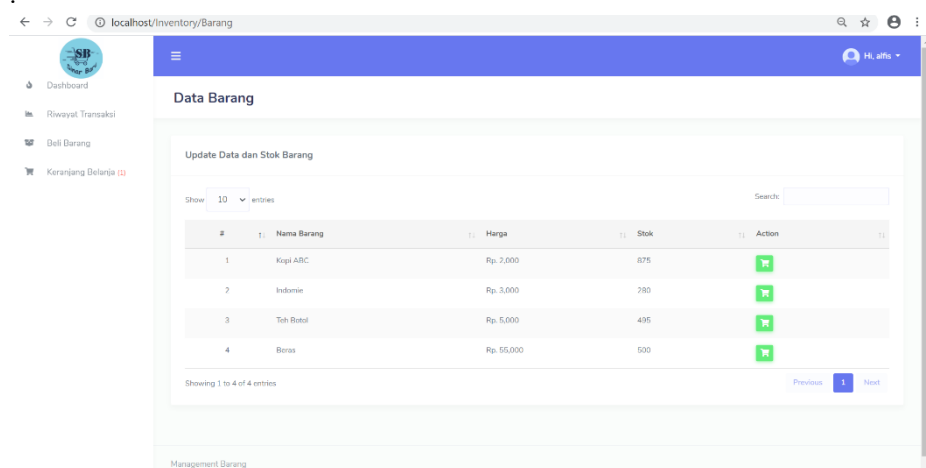 localhost/Inventory/Barang
SB
Hi, alfis
Dashboard
Riwayat Transaksi
Beli Barang
Keranjang Belanja (1)
Data Barang
Update Data dan Stok Barang
Show 10 entries
Search:
# Nama Barang Harga Stok Action
1 Kopi ABC Rp. 2,000 875
2 Indomie Rp. 3,000 280
3 Teh Botol Rp. 5,000 495
4 Beras Rp. 55,000 500
Showing 1 to 4 of 4 entries
Previous 1 Next
Management Barang